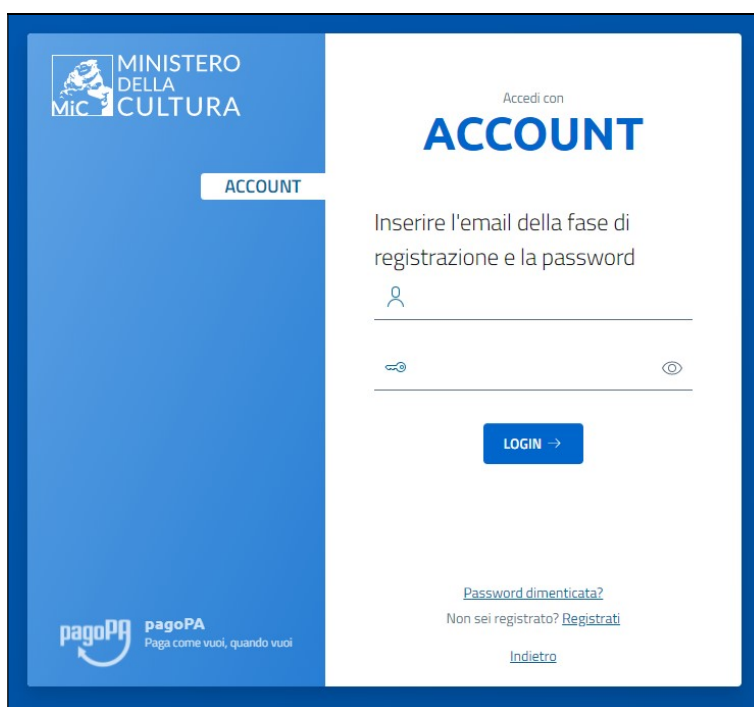 MINISTERO
DELLA
CULTURA
MiC
ACCOUNT
pagoPA
pagoPA
Paga come vuoi, quando vuoi
Accedi con
ACCOUNT
Inserire l'email della fase di
registrazione e la password
LOGIN →
Password dimenticata?
Non sei registrato? Registrati
Indietro